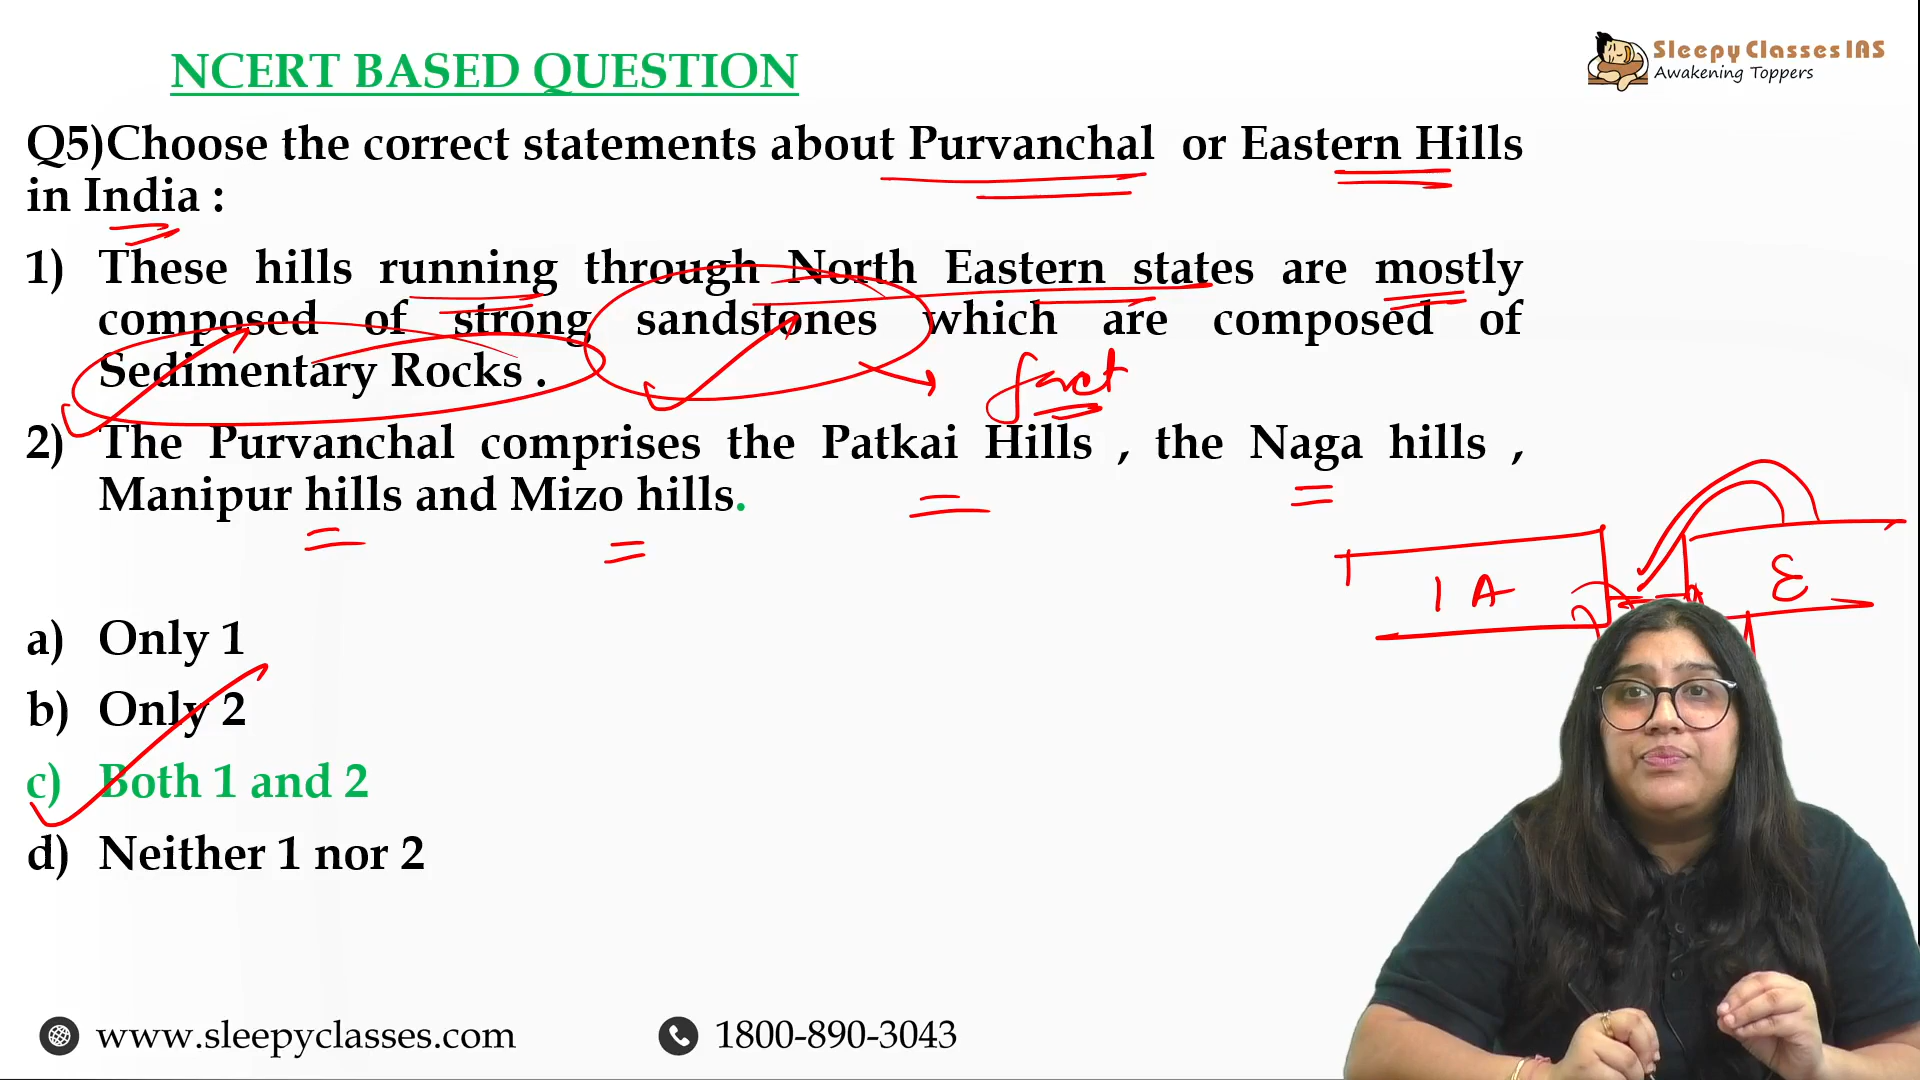 NCERT BASED QUESTION
Sleepy Classes IAS
Awakening Toppers
Q5)Choose the correct statements about Purvanchal or Eastern Hills
in India :
1) These hills running through North Eastern states are mostly
composed of strong sandstones which are composed of
Sedimentary Rocks .
fact
2) The Purvanchal comprises the Patkai Hills , the Naga hills ,
Manipur hills and Mizo hills.
I A
E
a) Only 1
b) Only 2
c) Both 1 and 2
d) Neither 1 nor 2
www.sleepyclasses.com
1800-890-3043